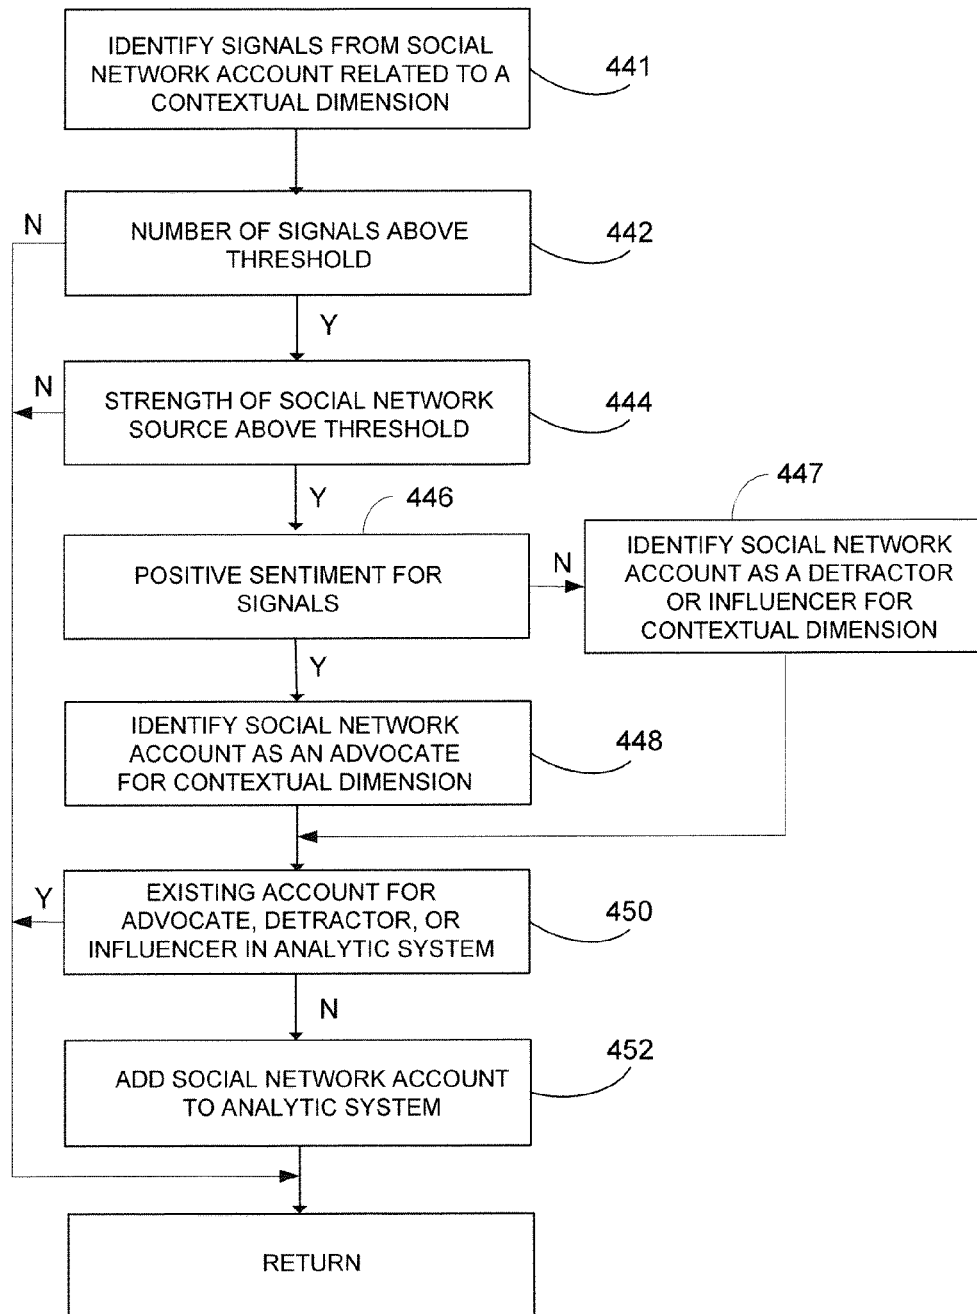 IDENTIFY SIGNALS FROM SOCIAL
NETWORK ACCOUNT RELATED TO A
CONTEXTUAL DIMENSION
441
N
NUMBER OF SIGNALS ABOVE
THRESHOLD
442
Y
N
STRENGTH OF SOCIAL NETWORK
SOURCE ABOVE THRESHOLD
444
Y
446
447
POSITIVE SENTIMENT FOR
SIGNALS
N
IDENTIFY SOCIAL NETWORK
ACCOUNT AS A DETRACTOR
OR INFLUENCER FOR
CONTEXTUAL DIMENSION
Y
IDENTIFY SOCIAL NETWORK
ACCOUNT AS AN ADVOCATE
FOR CONTEXTUAL DIMENSION
448
Y
EXISTING ACCOUNT FOR
ADVOCATE, DETRACTOR, OR
INFLUENCER IN ANALYTIC SYSTEM
450
N
ADD SOCIAL NETWORK ACCOUNT
TO ANALYTIC SYSTEM
452
RETURN